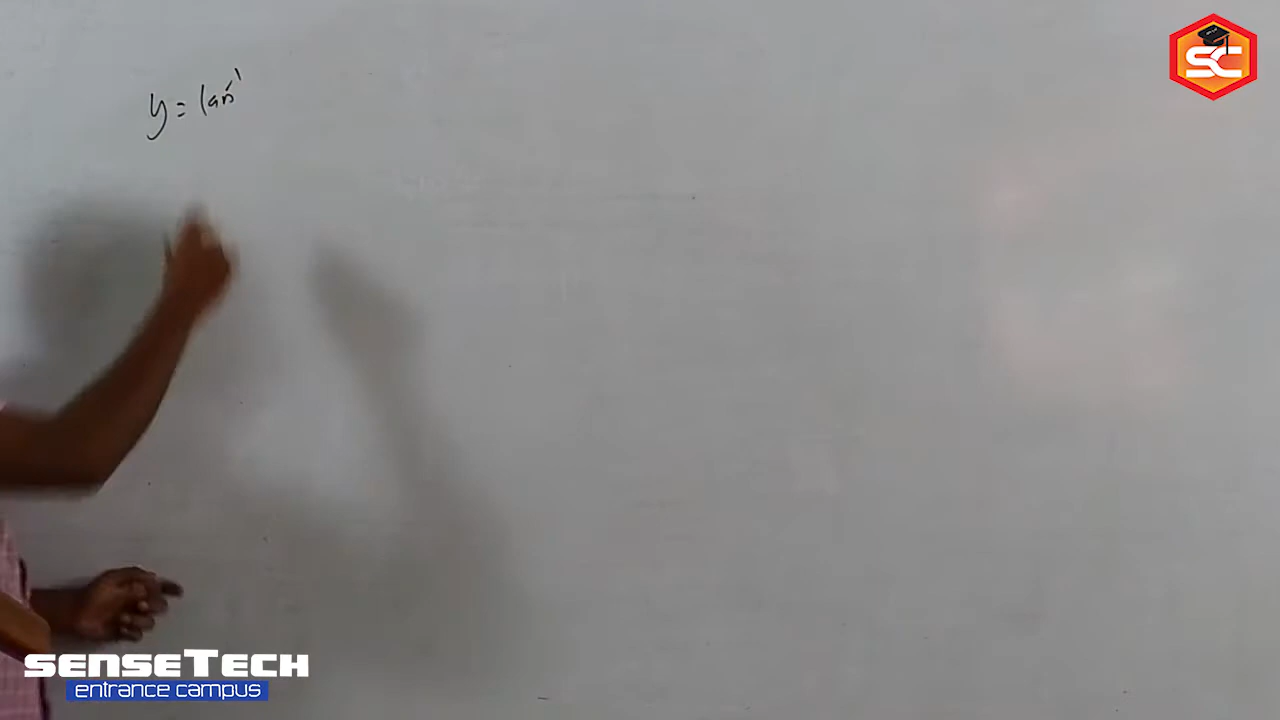 SC
y = tan⁻¹
senseTech
entrance campus